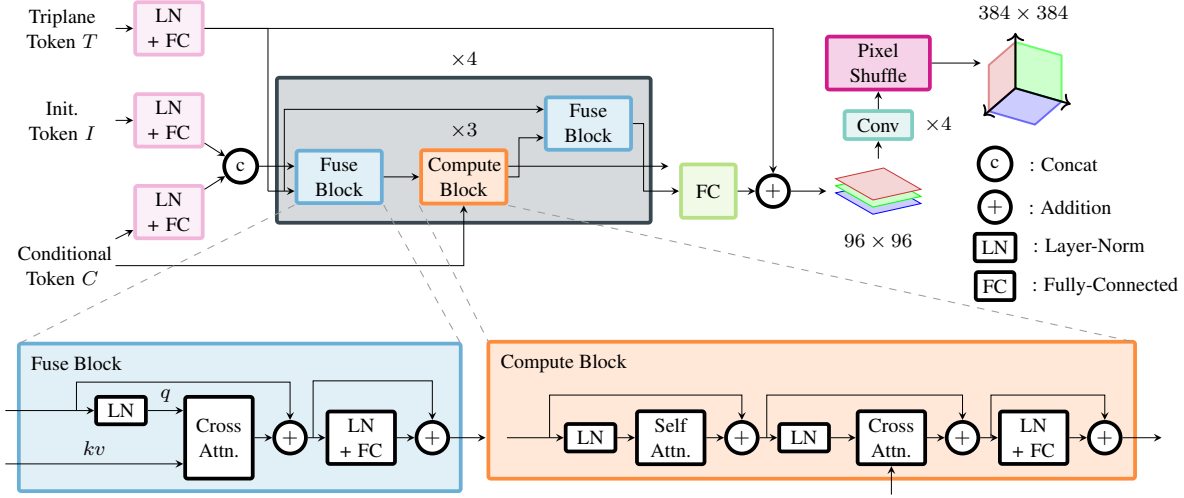 Triplane
Token T
LN
+ FC
Init.
Token I
LN
+ FC
LN
+ FC
Conditional
Token C
c
×4
×3
Fuse
Block
Compute
Block
Fuse
Block
FC
+
Pixel
Shuffle
Conv
×4
96 × 96
384 × 384
c : Concat
+ : Addition
LN : Layer-Norm
FC : Fully-Connected
Fuse Block
LN
q
kv
Cross
Attn.
+
LN
+ FC
+
Compute Block
LN
Self
Attn.
+
LN
Cross
Attn.
+
LN
+ FC
+